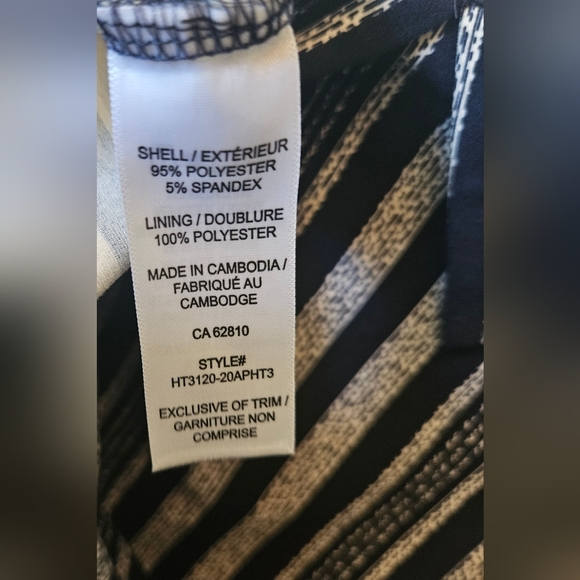 SHELL / EXTÉRIEUR
95% POLYESTER
5% SPANDEX
LINING / DOUBLURE
100% POLYESTER
MADE IN CAMBODIA /
FABRIQUÉ AU
CAMBODGE
CA 62810
STYLE#
HT3120-20APHT3
EXCLUSIVE OF TRIM /
GARNITURE NON
COMPRISE